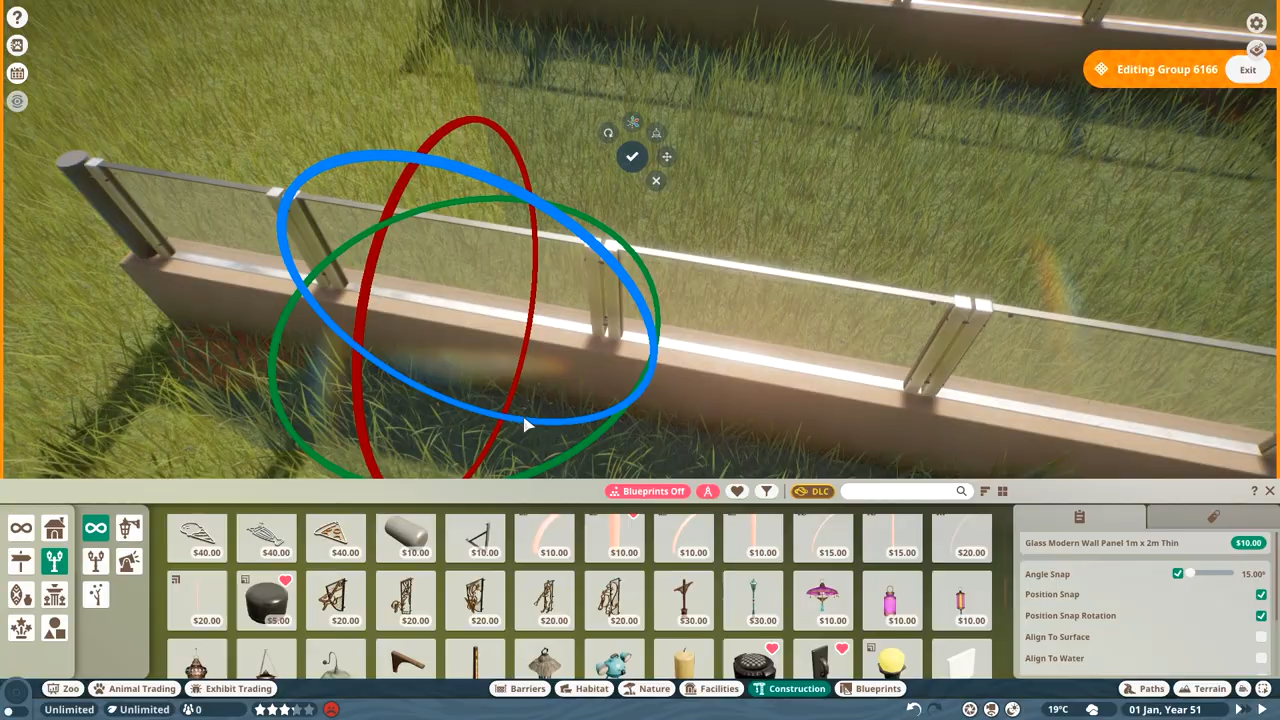 Editing Group 6166
Exit
Blueprints Off
DLC
$40.00
$40.00
$40.00
$10.00
$10.00
$10.00
$10.00
$10.00
$10.00
$15.00
$15.00
$20.00
$20.00
$5.00
$20.00
$20.00
$20.00
$20.00
$20.00
$30.00
$30.00
$10.00
$10.00
$10.00
Glass Modern Wall Panel 1m x 2m Thin
$10.00
Angle Snap
15.00°
Position Snap
Position Snap Rotation
Align To Surface
Align To Water
Zoo
Animal Trading
Exhibit Trading
Barriers
Habitat
Nature
Facilities
Construction
Blueprints
Paths
Terrain
Unlimited
Unlimited
0
19°C
01 Jan, Year 51